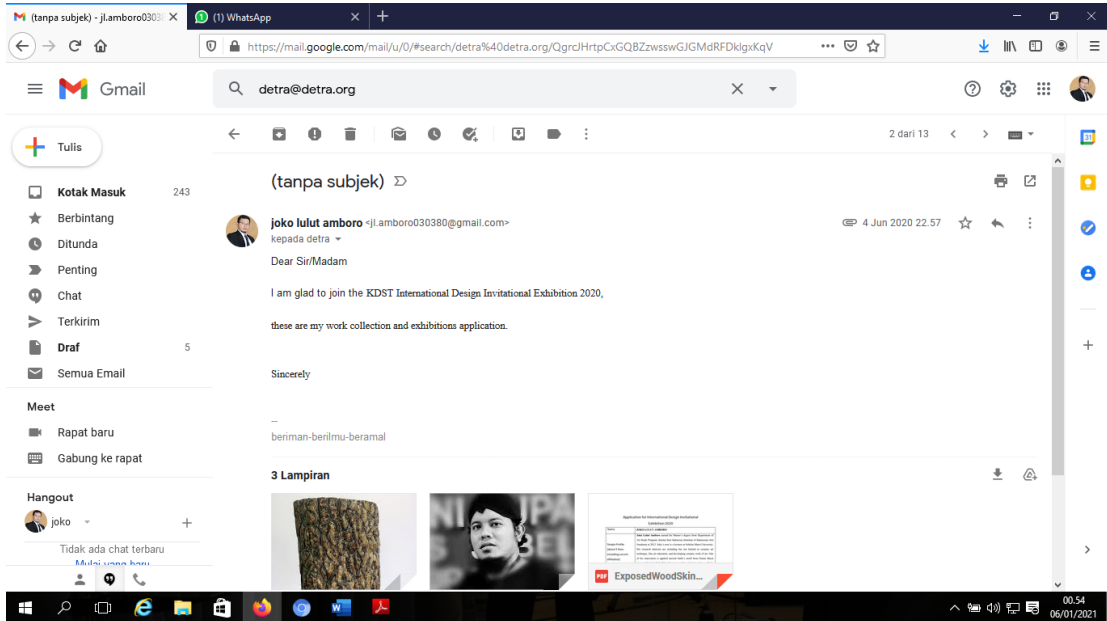 (tanpa subjek) - jl.amboro0303
(1) WhatsApp
https://mail.google.com/mail/u/0/#search/detra%40detra.org/QgrcJHrtpCxGQBZzwsswGJGMdRFDklgxKqV
Gmail
detra@detra.org
Tulis
2 dari 13
31
Kotak Masuk 243
Berbintang
Ditunda
Penting
Chat
Terkirim
Draf 5
Semua Email
Meet
Rapat baru
Gabung ke rapat
Hangout
joko
Tidak ada chat terbaru
Mulai yang baru
(tanpa subjek)
joko lulut amboro <jl.amboro030380@gmail.com> 4 Jun 2020 22.57
kepada detra
Dear Sir/Madam
I am glad to join the KDST International Design Invitational Exhibition 2020,
these are my work collection and exhibitions application.
Sincerely
--
beriman-berilmu-beramal
3 Lampiran
Application for International Design Invitational
Exhibition 2020
PDF ExposedWoodSkin...
00.54
06/01/2021